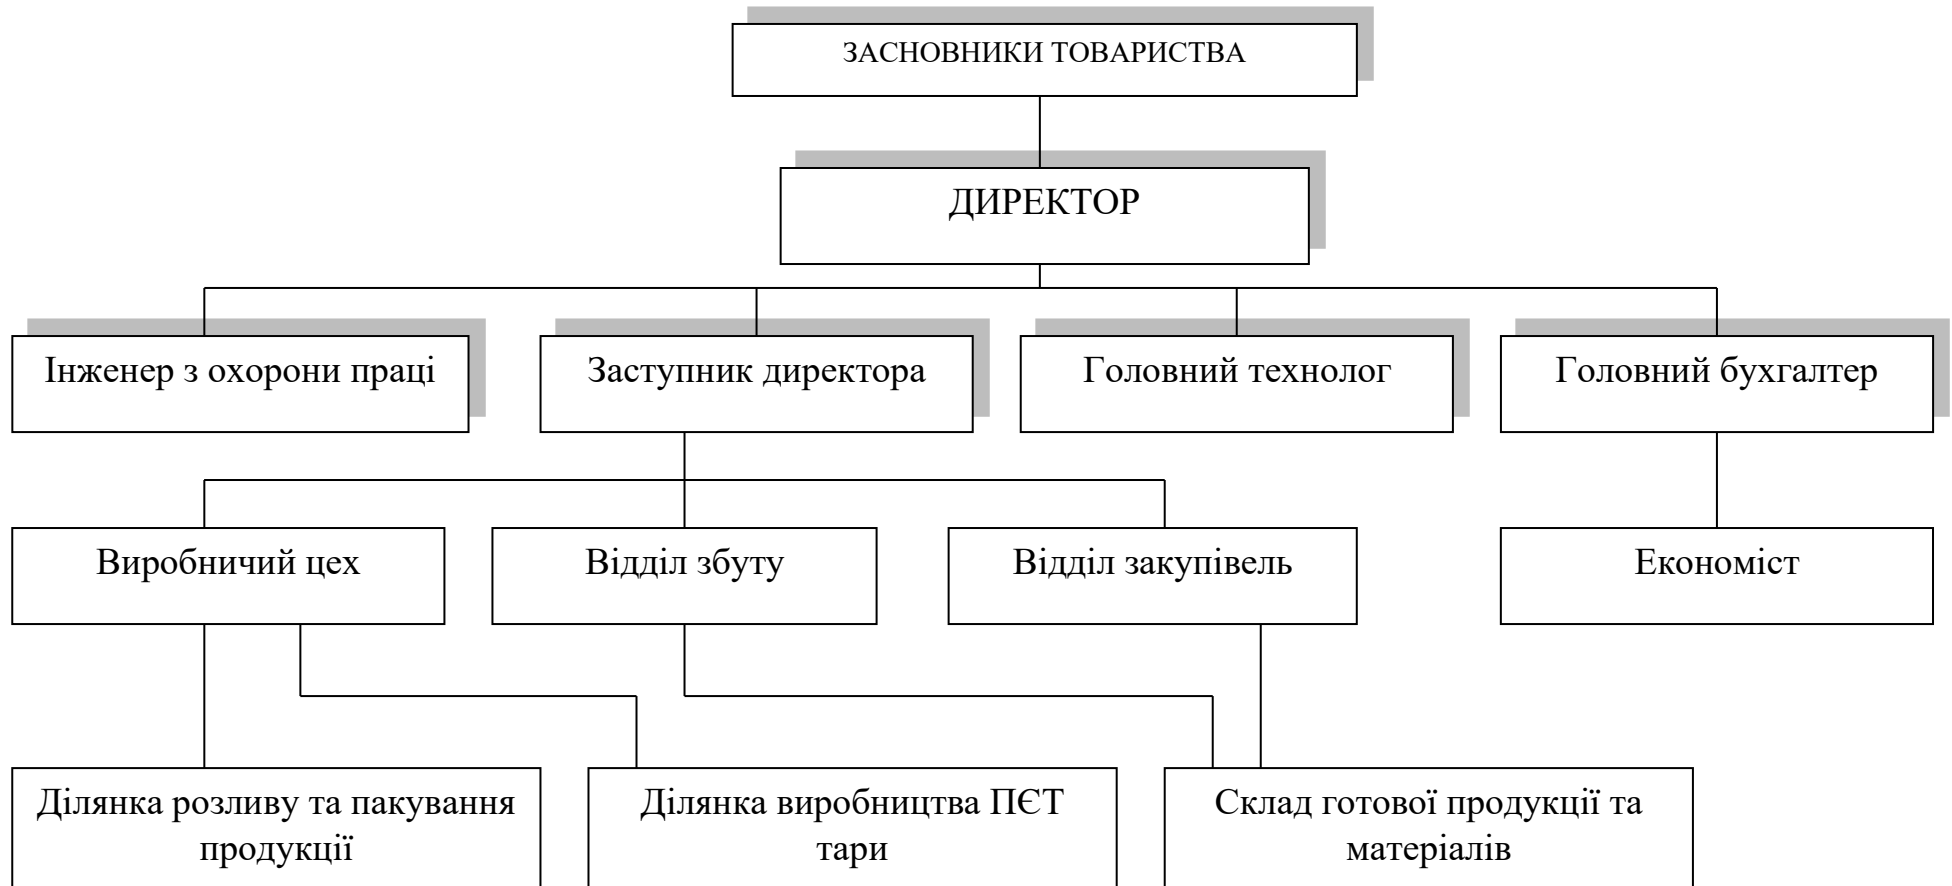 ЗАСНОВНИКИ ТОВАРИСТВА
ДИРЕКТОР
Інженер з охорони праці
Заступник директора
Головний технолог
Головний бухгалтер
Виробничий цех
Відділ збуту
Відділ закупівель
Економіст
Ділянка розливу та пакування
продукції
Ділянка виробництва ПЄТ
тари
Склад готової продукції та
матеріалів